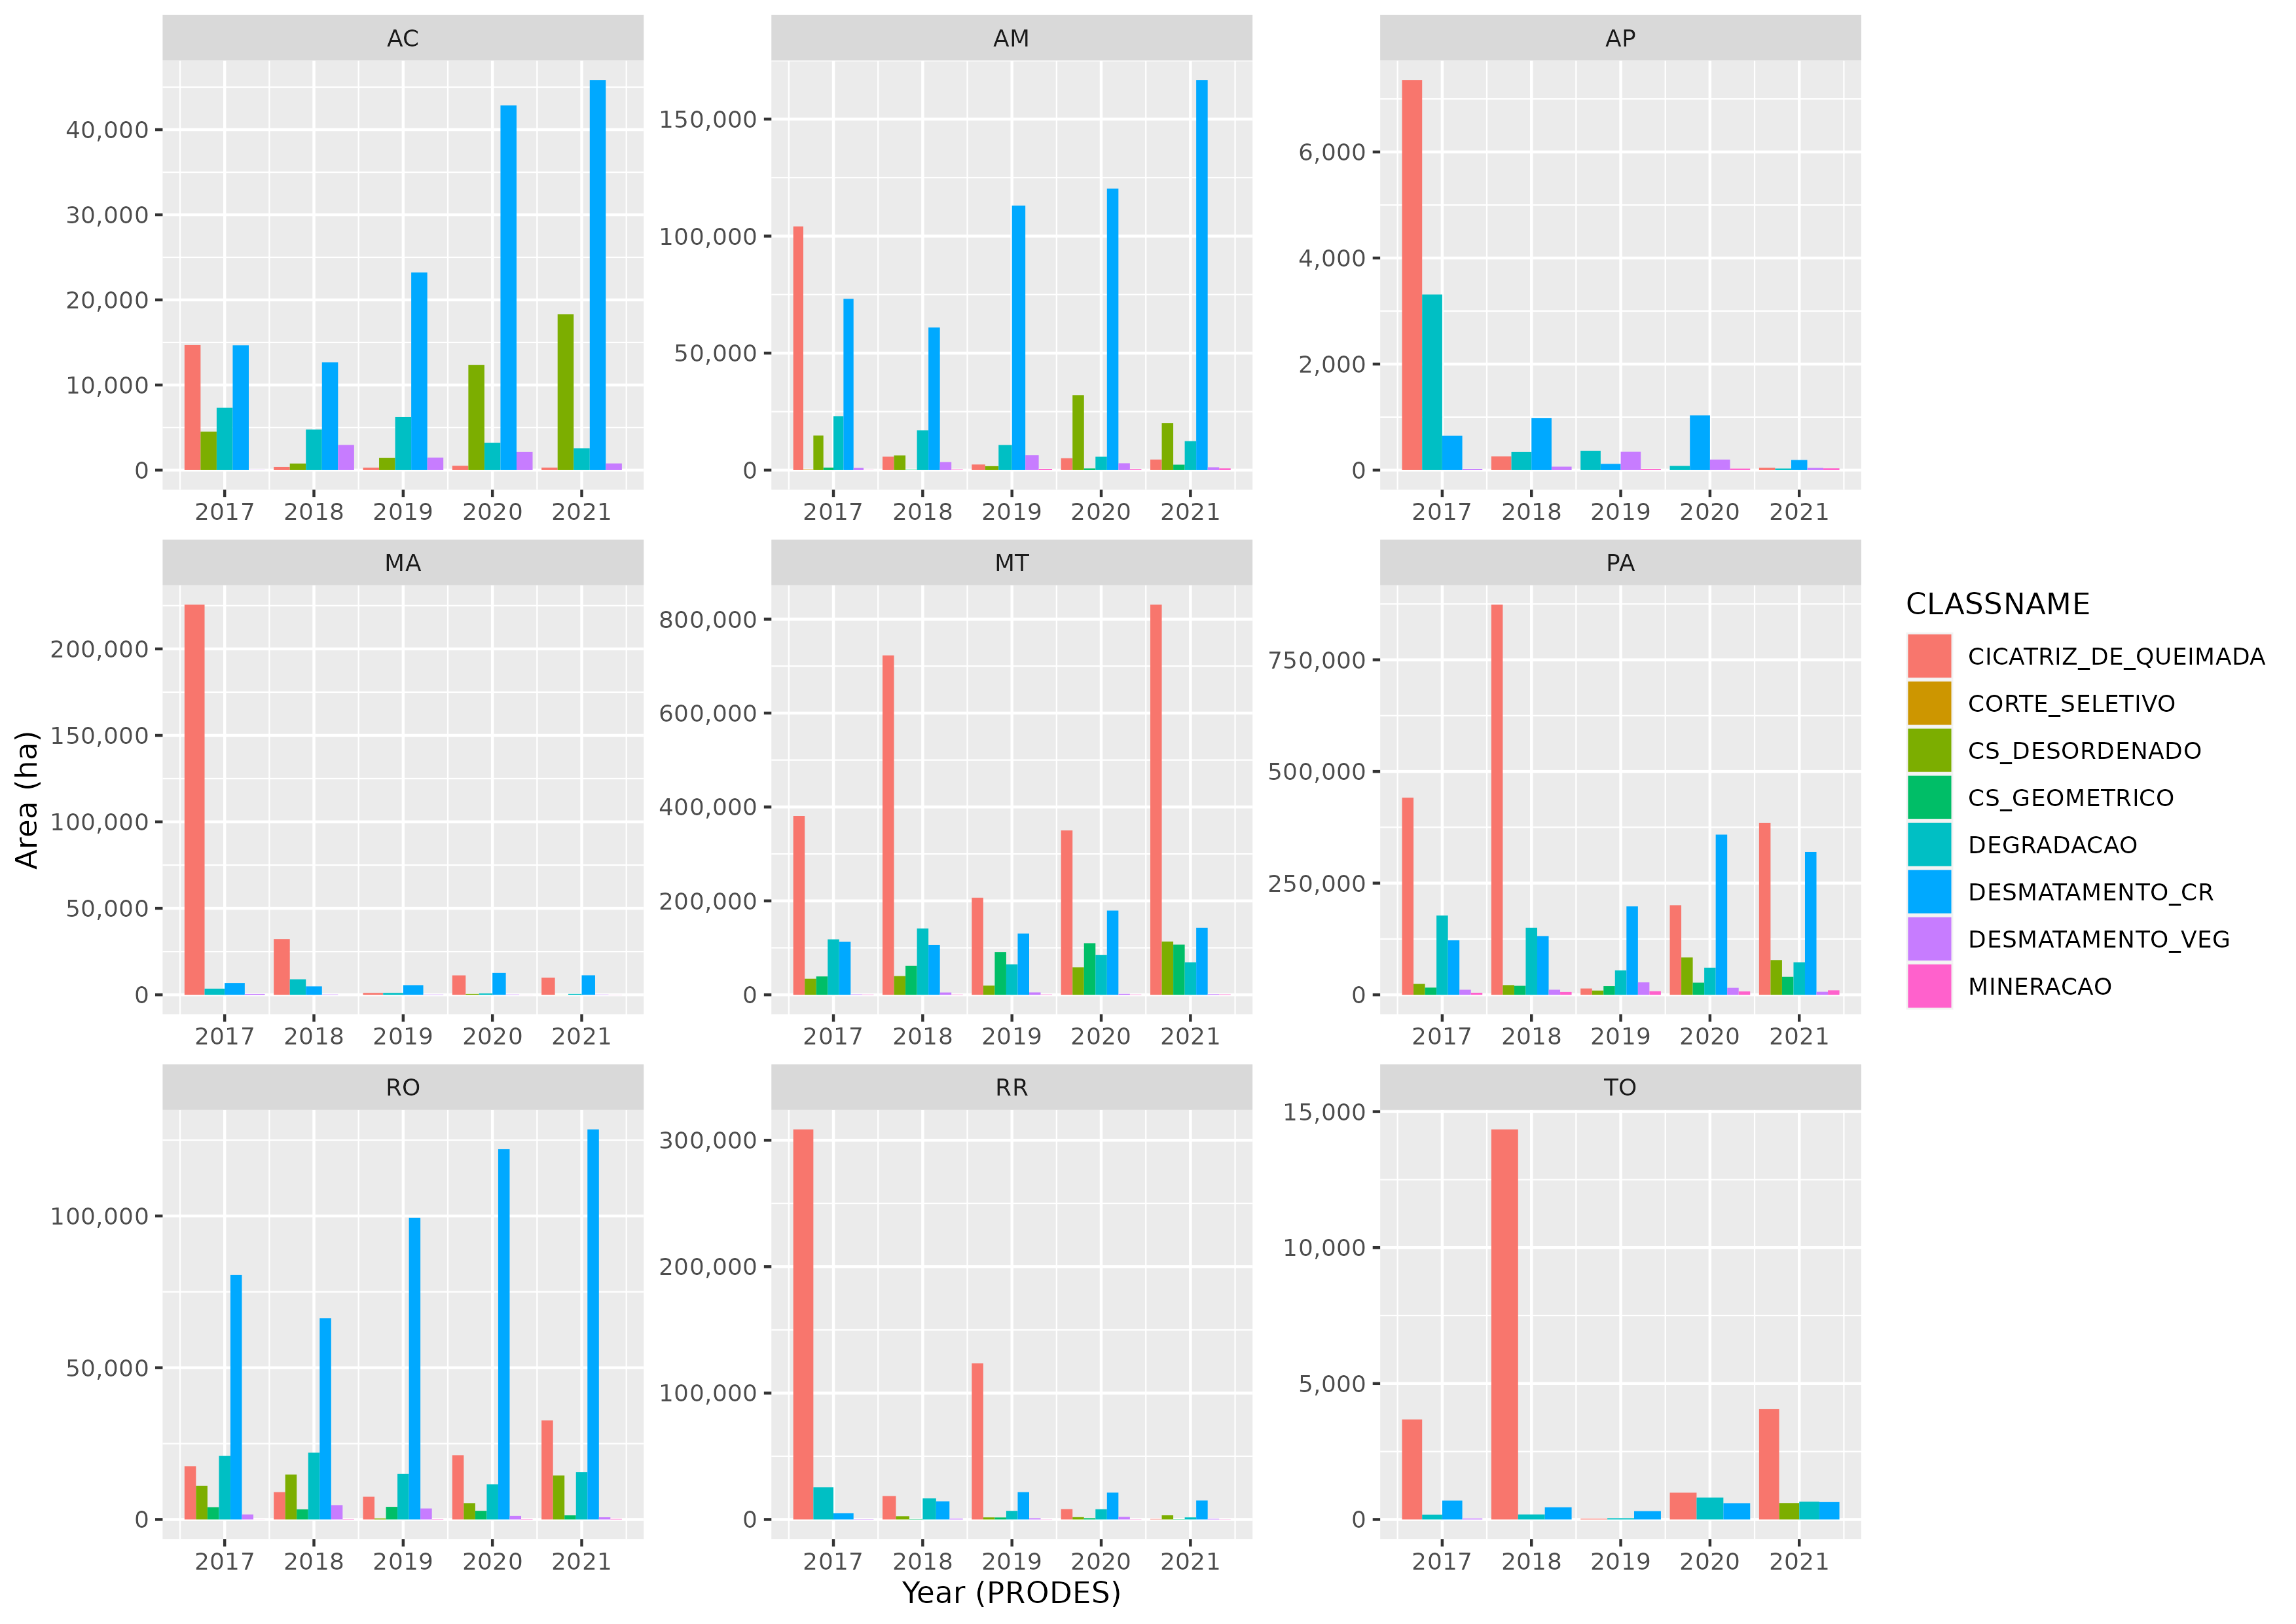 AC
AM
AP
40,000
30,000
20,000
10,000
0
150,000
100,000
50,000
0
6,000
4,000
2,000
0
2017 2018 2019 2020 2021
2017 2018 2019 2020 2021
2017 2018 2019 2020 2021
MA
MT
PA
Area (ha)
200,000
150,000
100,000
50,000
0
800,000
600,000
400,000
200,000
0
750,000
500,000
250,000
0
2017 2018 2019 2020 2021
2017 2018 2019 2020 2021
2017 2018 2019 2020 2021
RO
RR
TO
100,000
50,000
0
300,000
200,000
100,000
0
15,000
10,000
5,000
0
2017 2018 2019 2020 2021
2017 2018 2019 2020 2021
2017 2018 2019 2020 2021
Year (PRODES)
CLASSNAME
CICATRIZ_DE_QUEIMADA
CORTE_SELETIVO
CS_DESORDENADO
CS_GEOMETRICO
DEGRADACAO
DESMATAMENTO_CR
DESMATAMENTO_VEG
MINERACAO